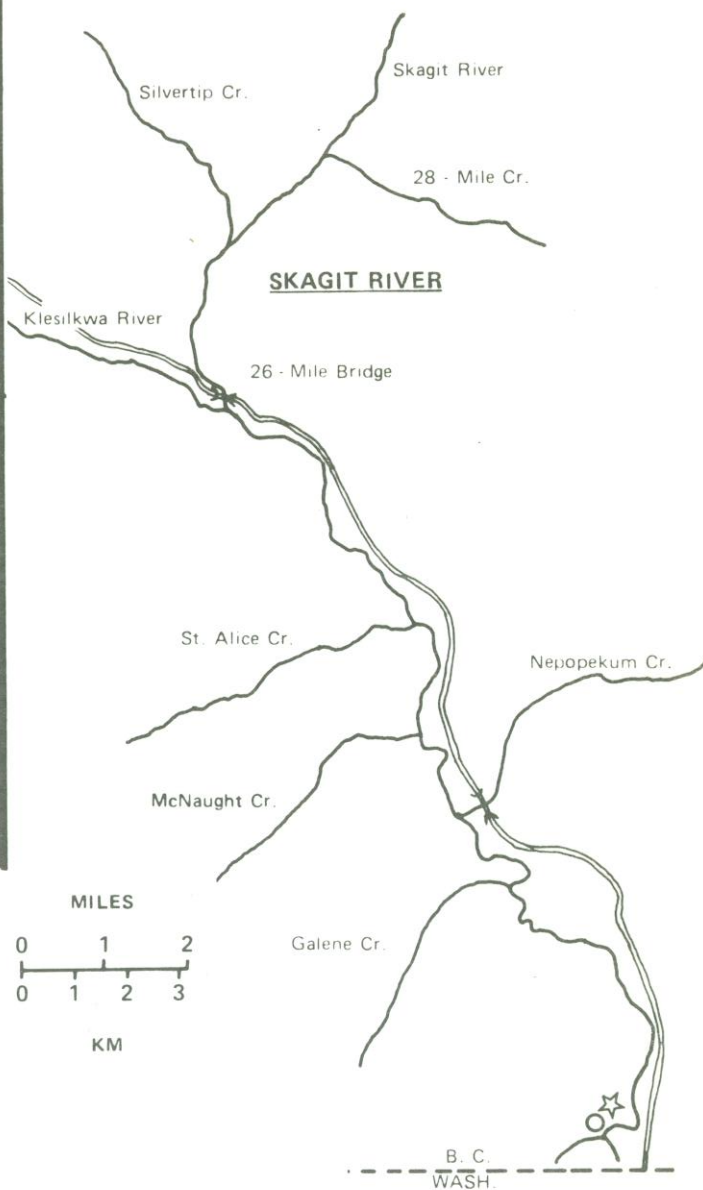 Skagit River
Silvertip Cr.
28 - Mile Cr.
SKAGIT RIVER
Klesilkwa River
26 - Mile Bridge
St. Alice Cr.
Nepopekum Cr.
McNaught Cr.
MILES
0 1 2
0 1 2 3
KM
Galene Cr.
B. C.
WASH.